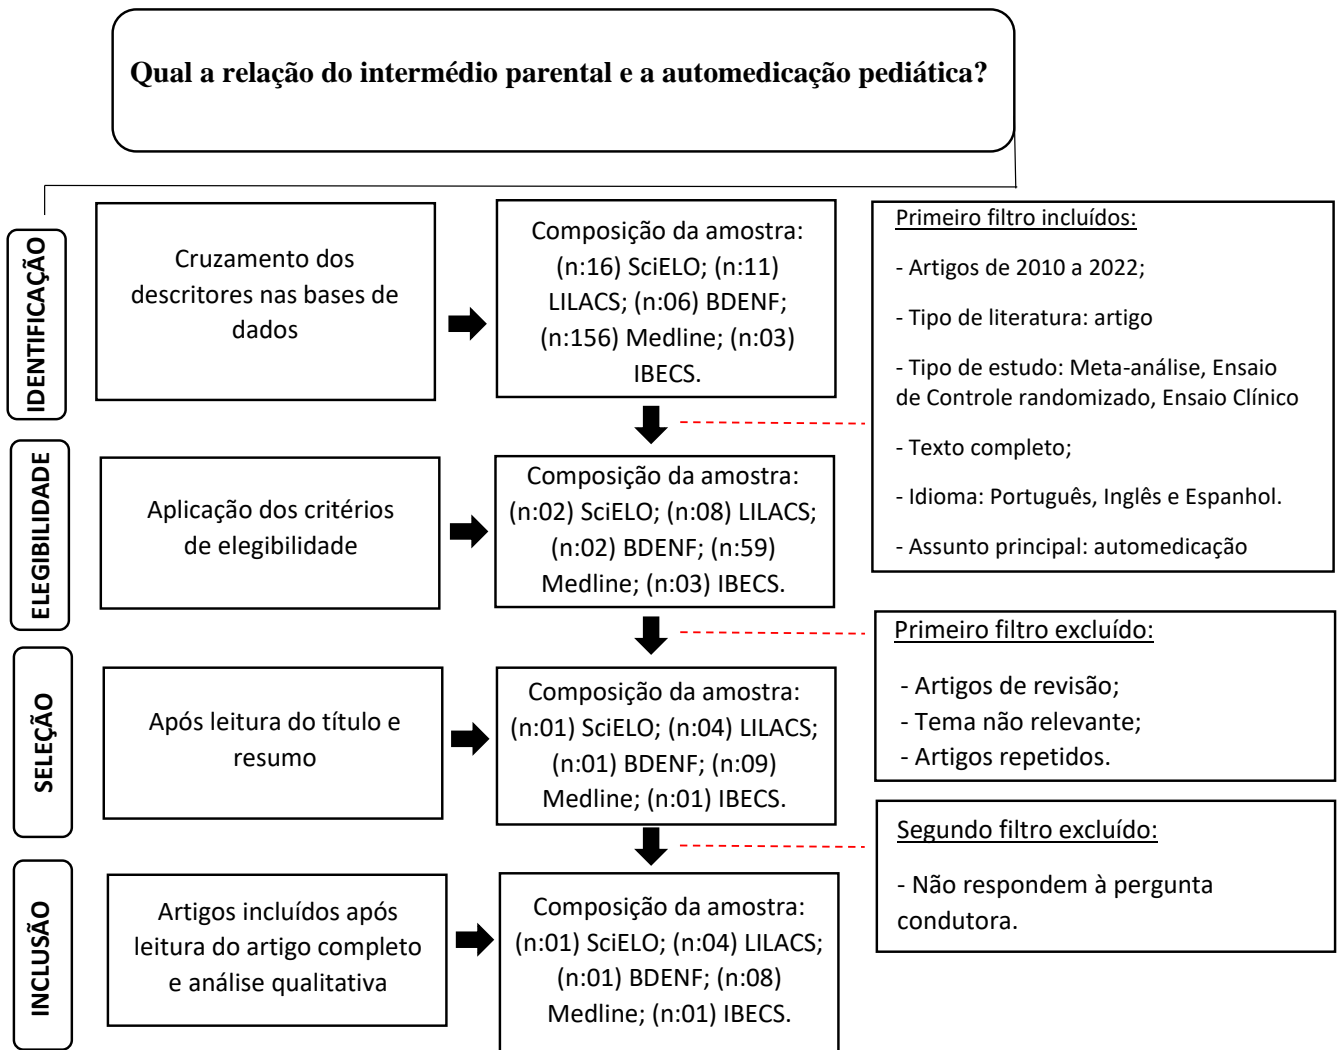 Qual a relação do intermédio parental e a automedicação pediática?
IDENTIFICAÇÃO
Cruzamento dos
descritores nas bases de
dados
Composição da amostra:
(n:16) SciELO; (n:11)
LILACS; (n:06) BDENF;
(n:156) Medline; (n:03)
IBECS.
Primeiro filtro incluídos:
- Artigos de 2010 a 2022;
- Tipo de literatura: artigo
- Tipo de estudo: Meta-análise, Ensaio
de Controle randomizado, Ensaio Clínico
- Texto completo;
- Idioma: Português, Inglês e Espanhol.
- Assunto principal: automedicação
ELEGIBILIDADE
Aplicação dos critérios
de elegibilidade
Composição da amostra:
(n:02) SciELO; (n:08) LILACS;
(n:02) BDENF; (n:59)
Medline; (n:03) IBECS.
Primeiro filtro excluído:
- Artigos de revisão;
- Tema não relevante;
- Artigos repetidos.
SELEÇÃO
Após leitura do título e
resumo
Composição da amostra:
(n:01) SciELO; (n:04) LILACS;
(n:01) BDENF; (n:09)
Medline; (n:01) IBECS.
Segundo filtro excluído:
- Não respondem à pergunta
condutora.
INCLUSÃO
Artigos incluídos após
leitura do artigo completo
e análise qualitativa
Composição da amostra:
(n:01) SciELO; (n:04) LILACS;
(n:01) BDENF; (n:08)
Medline; (n:01) IBECS.